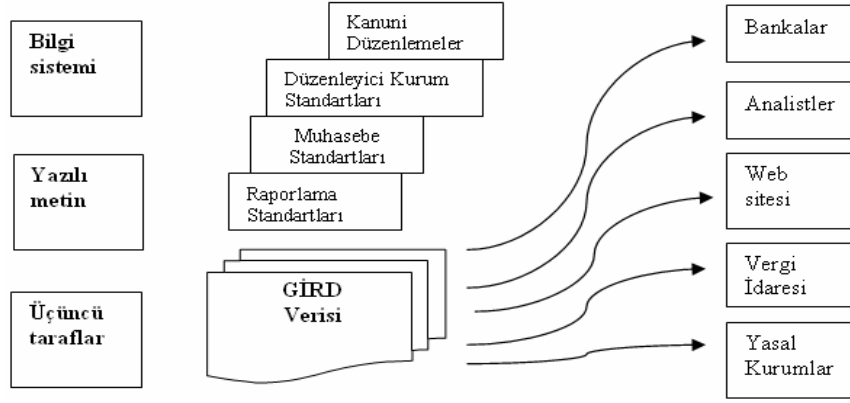 Bilgi
sistemi
Yazılı
metin
Üçüncü
taraflar
Kanuni
Düzenlemeler
Düzenleyici Kurum
Standartları
Muhasebe
Standartları
Raporlama
Standartları
GİRD
Verisi
Bankalar
Analistler
Web
sitesi
Vergi
İdaresi
Yasal
Kurumlar